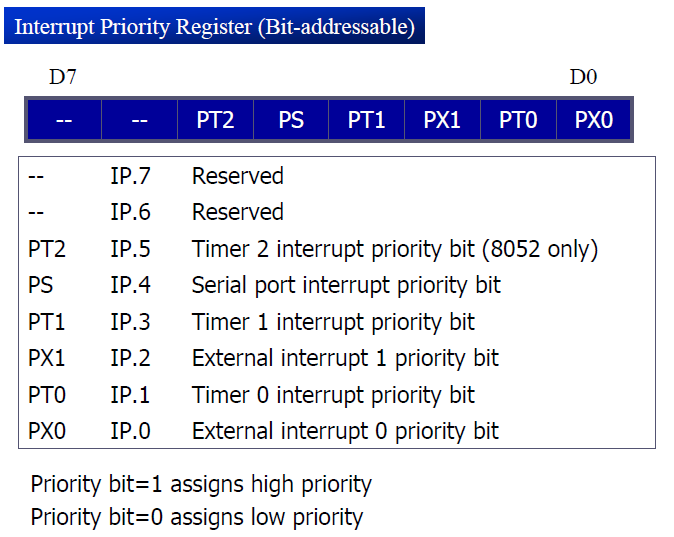 Interrupt Priority Register (Bit-addressable)
D7 D0
-- -- PT2 PS PT1 PX1 PT0 PX0
-- IP.7 Reserved
-- IP.6 Reserved
PT2 IP.5 Timer 2 interrupt priority bit (8052 only)
PS IP.4 Serial port interrupt priority bit
PT1 IP.3 Timer 1 interrupt priority bit
PX1 IP.2 External interrupt 1 priority bit
PT0 IP.1 Timer 0 interrupt priority bit
PX0 IP.0 External interrupt 0 priority bit
Priority bit=1 assigns high priority
Priority bit=0 assigns low priority